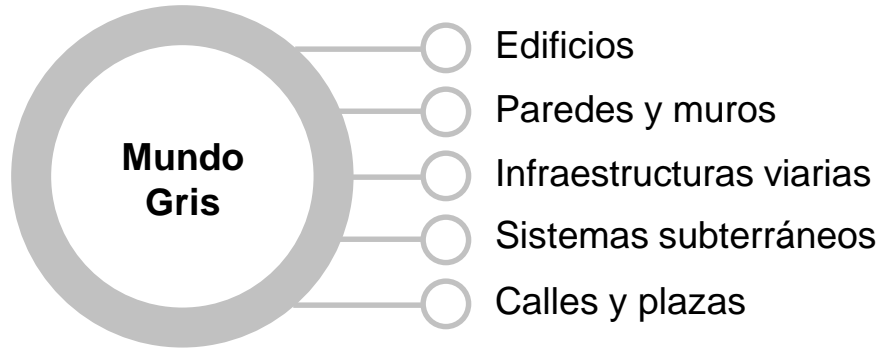 Mundo
Gris
Edificios
Paredes y muros
Infraestructuras viarias
Sistemas subterráneos
Calles y plazas